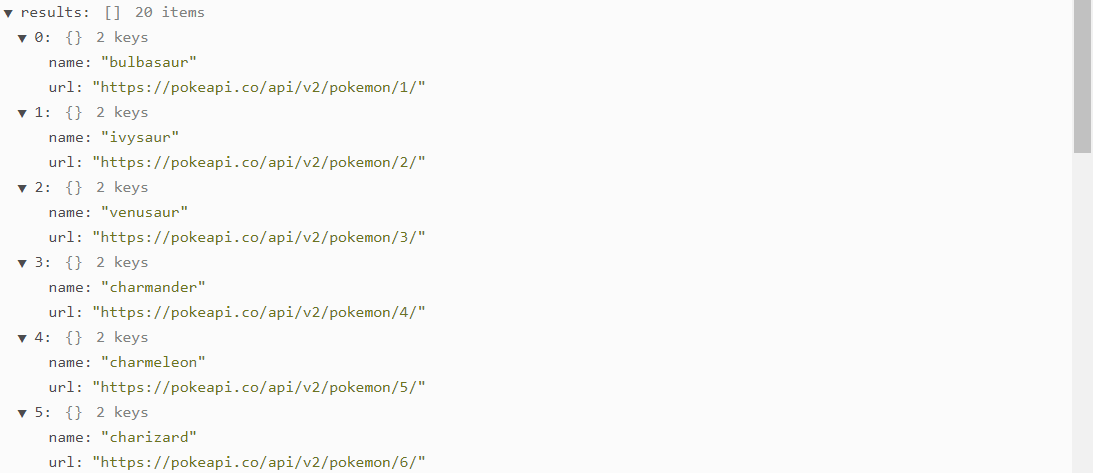 ▼ results: [] 20 items
▼ 0: {} 2 keys
name: "bulbasaur"
url: "https://pokeapi.co/api/v2/pokemon/1/"
▼ 1: {} 2 keys
name: "ivysaur"
url: "https://pokeapi.co/api/v2/pokemon/2/"
▼ 2: {} 2 keys
name: "venusaur"
url: "https://pokeapi.co/api/v2/pokemon/3/"
▼ 3: {} 2 keys
name: "charmander"
url: "https://pokeapi.co/api/v2/pokemon/4/"
▼ 4: {} 2 keys
name: "charmeleon"
url: "https://pokeapi.co/api/v2/pokemon/5/"
▼ 5: {} 2 keys
name: "charizard"
url: "https://pokeapi.co/api/v2/pokemon/6/"